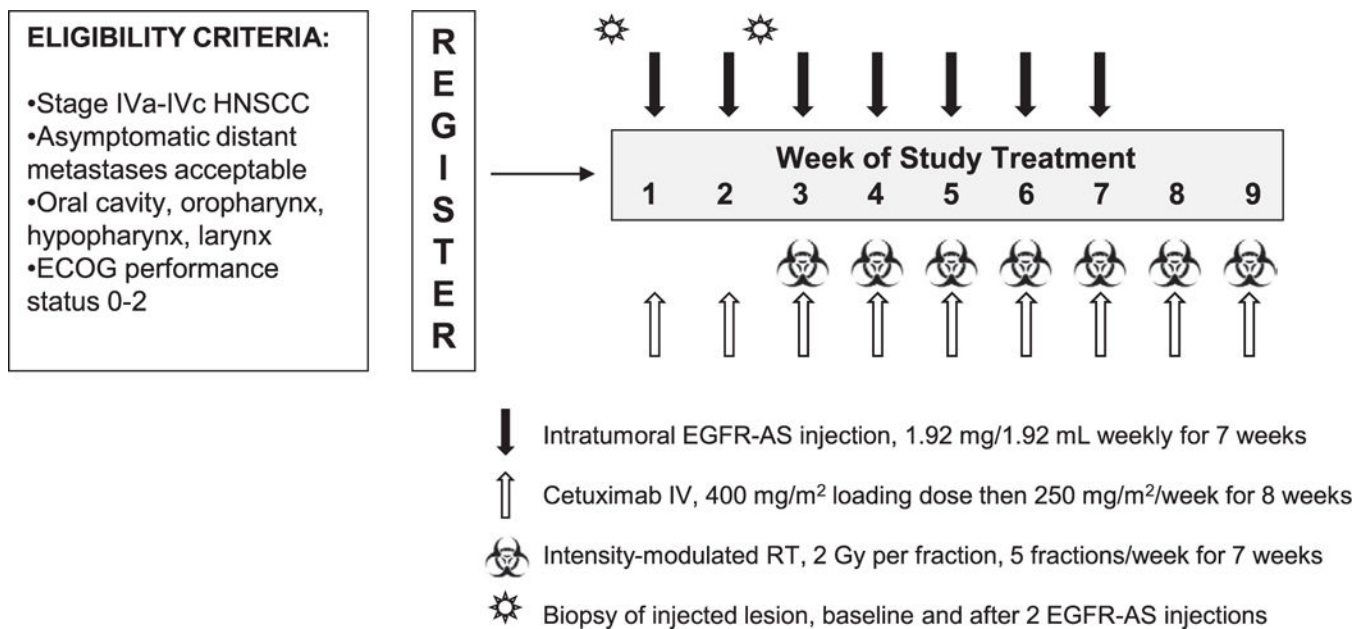 ELIGIBILITY CRITERIA:
•Stage IVa-IVc HNSCC
•Asymptomatic distant
metastases acceptable
•Oral cavity, oropharynx,
hypopharynx, larynx
•ECOG performance
status 0-2
R
E
G
I
S
T
E
R
Week of Study Treatment
1 2 3 4 5 6 7 8 9
Intratumoral EGFR-AS injection, 1.92 mg/1.92 mL weekly for 7 weeks
Cetuximab IV, 400 mg/m² loading dose then 250 mg/m²/week for 8 weeks
Intensity-modulated RT, 2 Gy per fraction, 5 fractions/week for 7 weeks
Biopsy of injected lesion, baseline and after 2 EGFR-AS injections